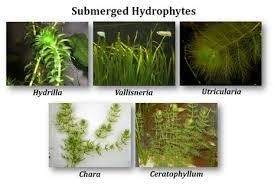 Submerged Hydrophytes
Hydrilla
Vallisneria
Utricularia
Chara
Ceratophyllum